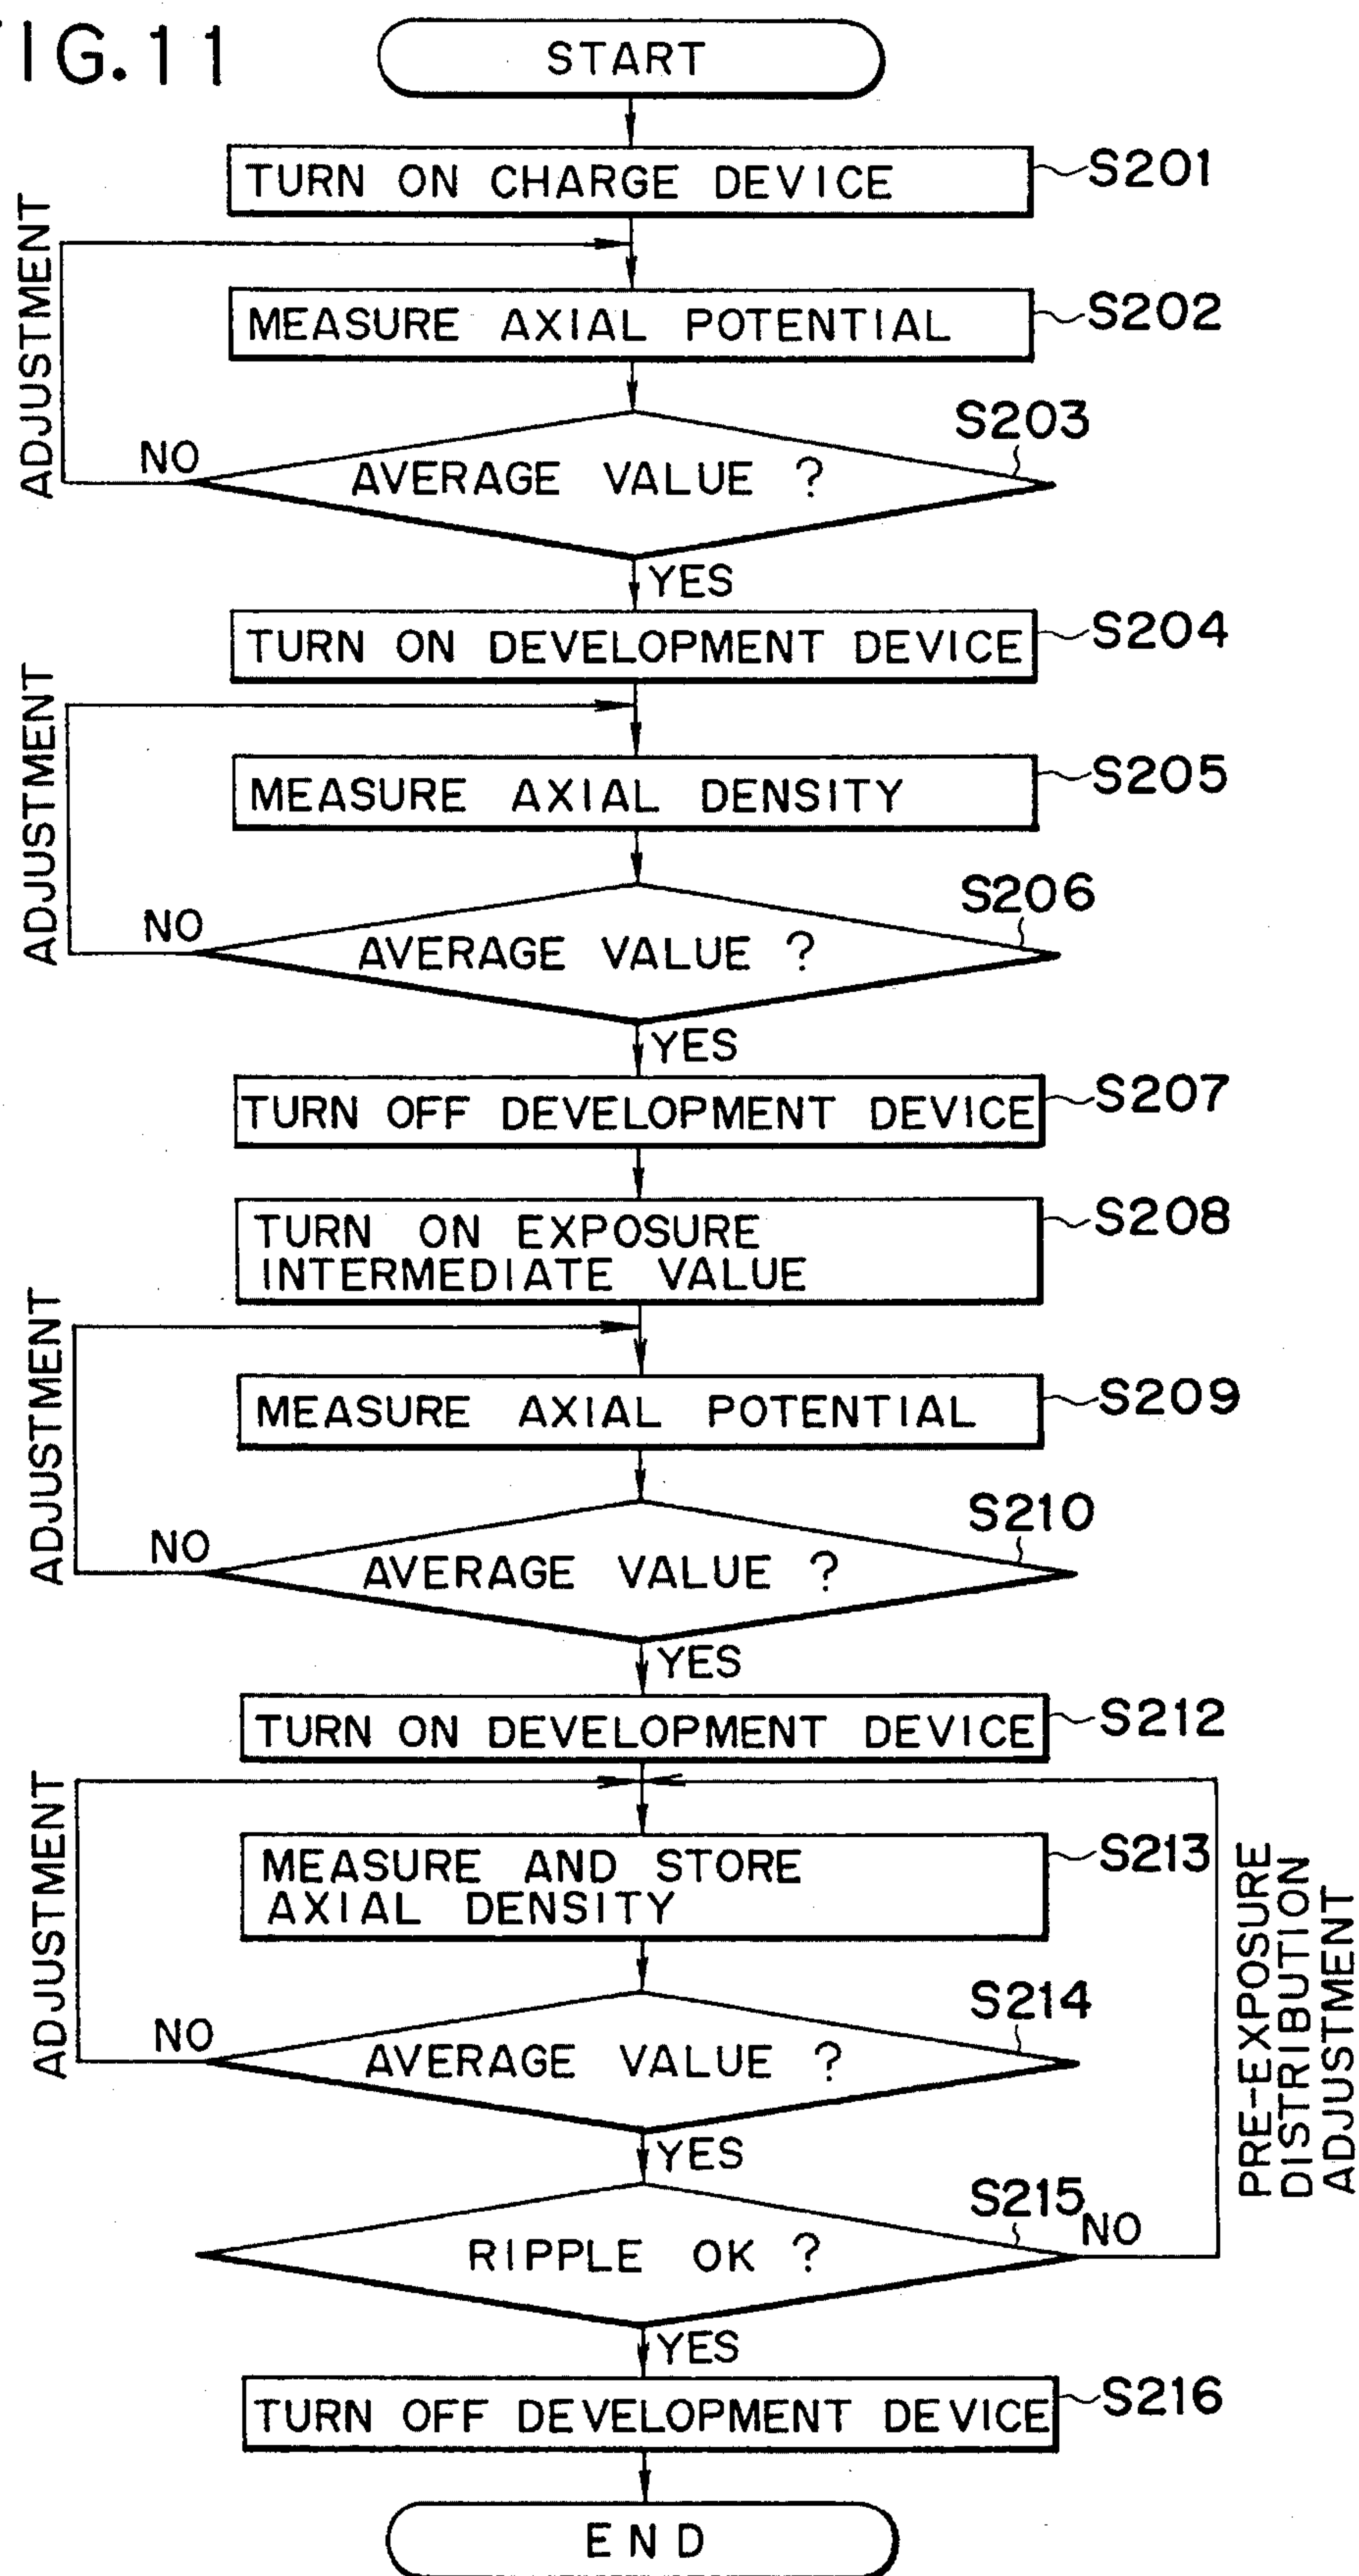 FIG.11
START
TURN ON CHARGE DEVICE
S201
ADJUSTMENT
MEASURE AXIAL POTENTIAL
S202
S203
NO
AVERAGE VALUE ?
YES
TURN ON DEVELOPMENT DEVICE
S204
ADJUSTMENT
MEASURE AXIAL DENSITY
S205
S206
NO
AVERAGE VALUE ?
YES
TURN OFF DEVELOPMENT DEVICE
S207
TURN ON EXPOSURE
INTERMEDIATE VALUE
S208
ADJUSTMENT
MEASURE AXIAL POTENTIAL
S209
S210
NO
AVERAGE VALUE ?
YES
TURN ON DEVELOPMENT DEVICE
S212
ADJUSTMENT
MEASURE AND STORE
AXIAL DENSITY
S213
S214
NO
AVERAGE VALUE ?
YES
PRE-EXPOSURE
DISTRIBUTION
ADJUSTMENT
S215
NO
RIPPLE OK ?
YES
TURN OFF DEVELOPMENT DEVICE
S216
END